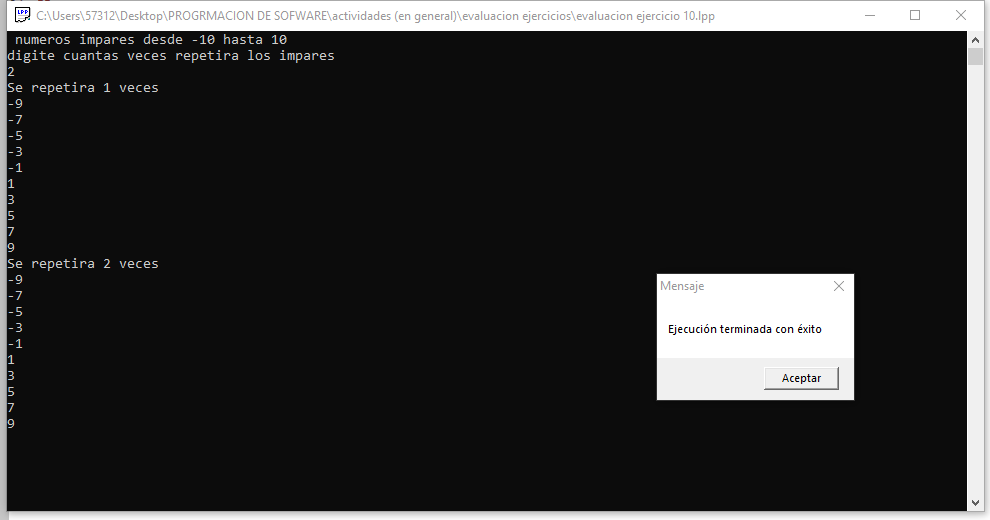 LPP C:\Users\57312\Desktop\PROGRMACION DE SOFWARE\actividades (en general)\evaluacion ejercicios\evaluacion ejercicio 10.lpp
numeros impares desde -10 hasta 10
digite cuantas veces repetira los impares
2
Se repetira 1 veces
-9
-7
-5
-3
-1
1
3
5
7
9
Se repetira 2 veces
-9
-7
-5
-3
-1
1
3
5
7
9
Mensaje
Ejecución terminada con éxito
Aceptar